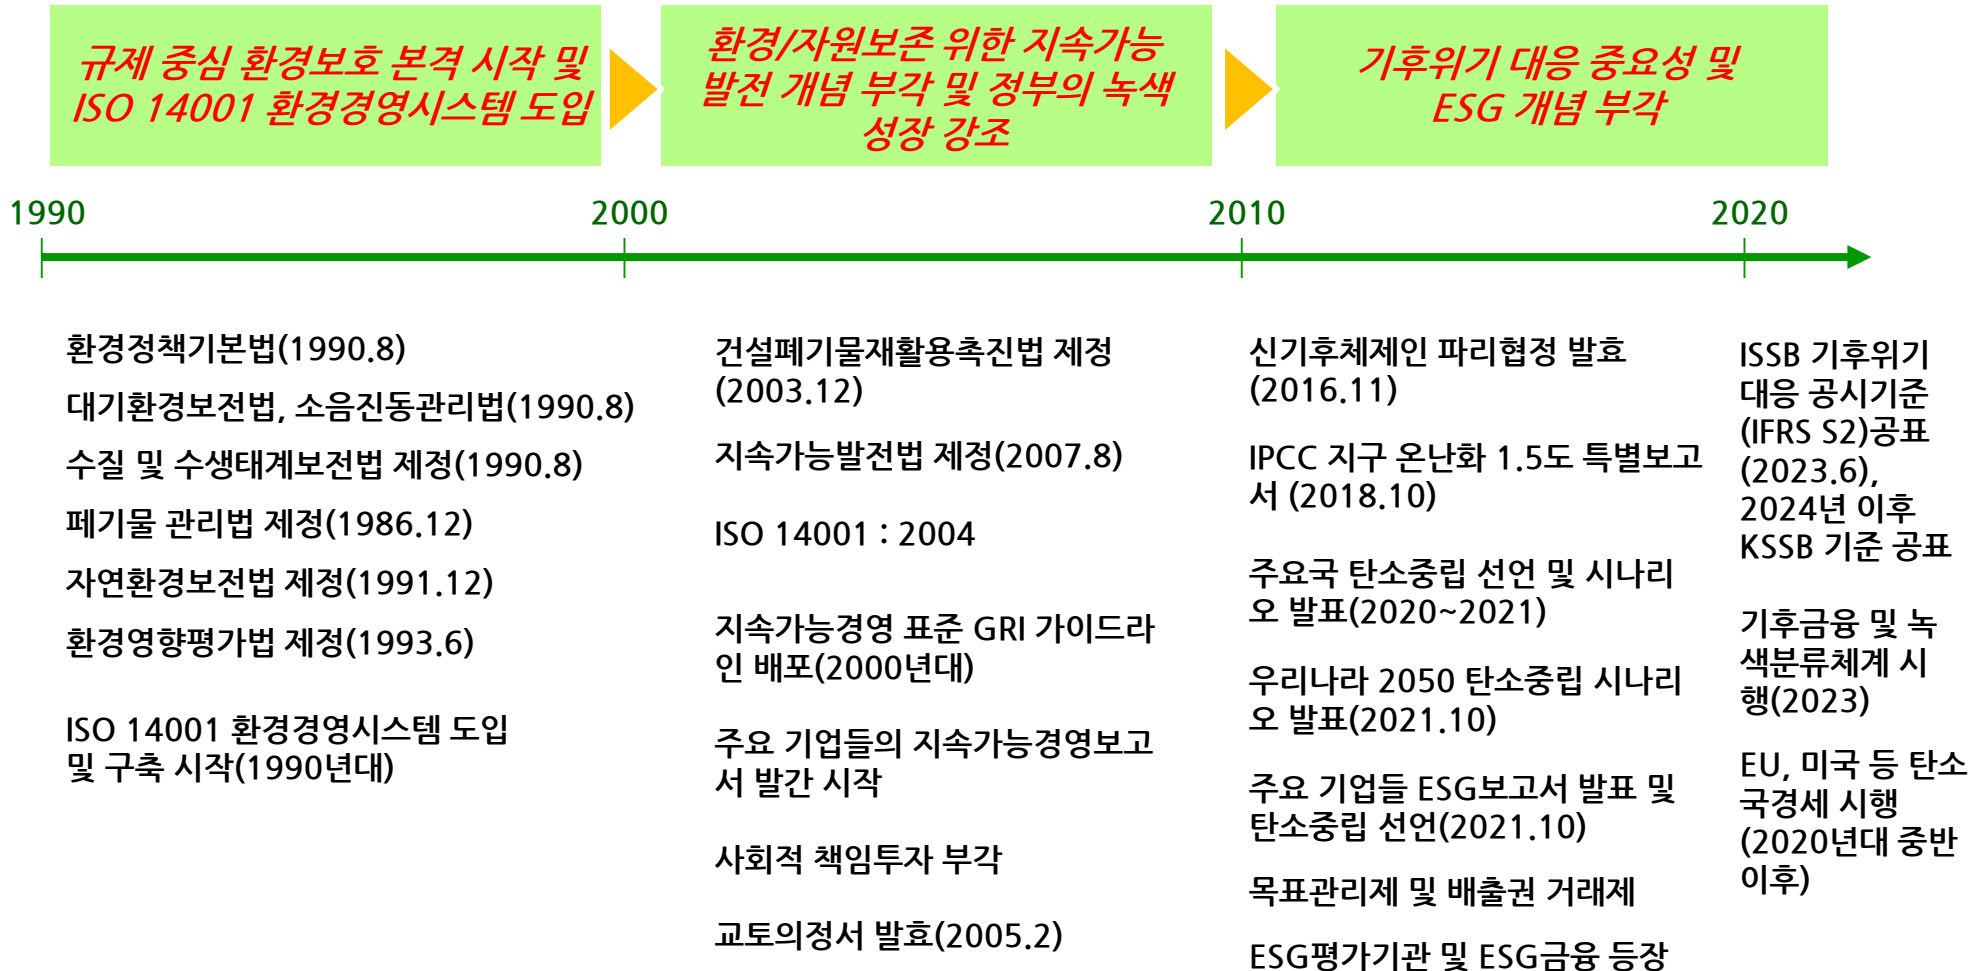 규제 중심 환경보호 본격 시작 및
ISO 14001 환경경영시스템 도입
환경/자원보존 위한 지속가능
발전 개념 부각 및 정부의 녹색
성장 강조
기후위기 대응 중요성 및
ESG 개념 부각
1990
2000
2010
2020
환경정책기본법(1990.8)
대기환경보전법, 소음진동관리법(1990.8)
수질 및 수생태계보전법 제정(1990.8)
페기물 관리법 제정(1986.12)
자연환경보전법 제정(1991.12)
환경영향평가법 제정(1993.6)
ISO 14001 환경경영시스템 도입
및 구축 시작(1990년대)
건설폐기물재활용촉진법 제정
(2003.12)
지속가능발전법 제정(2007.8)
ISO 14001 : 2004
지속가능경영 표준 GRI 가이드라
인 배포(2000년대)
주요 기업들의 지속가능경영보고
서 발간 시작
사회적 책임투자 부각
교토의정서 발효(2005.2)
신기후체제인 파리협정 발효
(2016.11)
IPCC 지구 온난화 1.5도 특별보고
서 (2018.10)
주요국 탄소중립 선언 및 시나리
오 발표(2020~2021)
우리나라 2050 탄소중립 시나리
오 발표(2021.10)
주요 기업들 ESG보고서 발표 및
탄소중립 선언(2021.10)
목표관리제 및 배출권 거래제
ESG평가기관 및 ESG금융 등장
ISSB 기후위기
대응 공시기준
(IFRS S2)공표
(2023.6),
2024년 이후
KSSB 기준 공표
기후금융 및 녹
색분류체계 시
행(2023)
EU, 미국 등 탄소
국경세 시행
(2020년대 중반
이후)